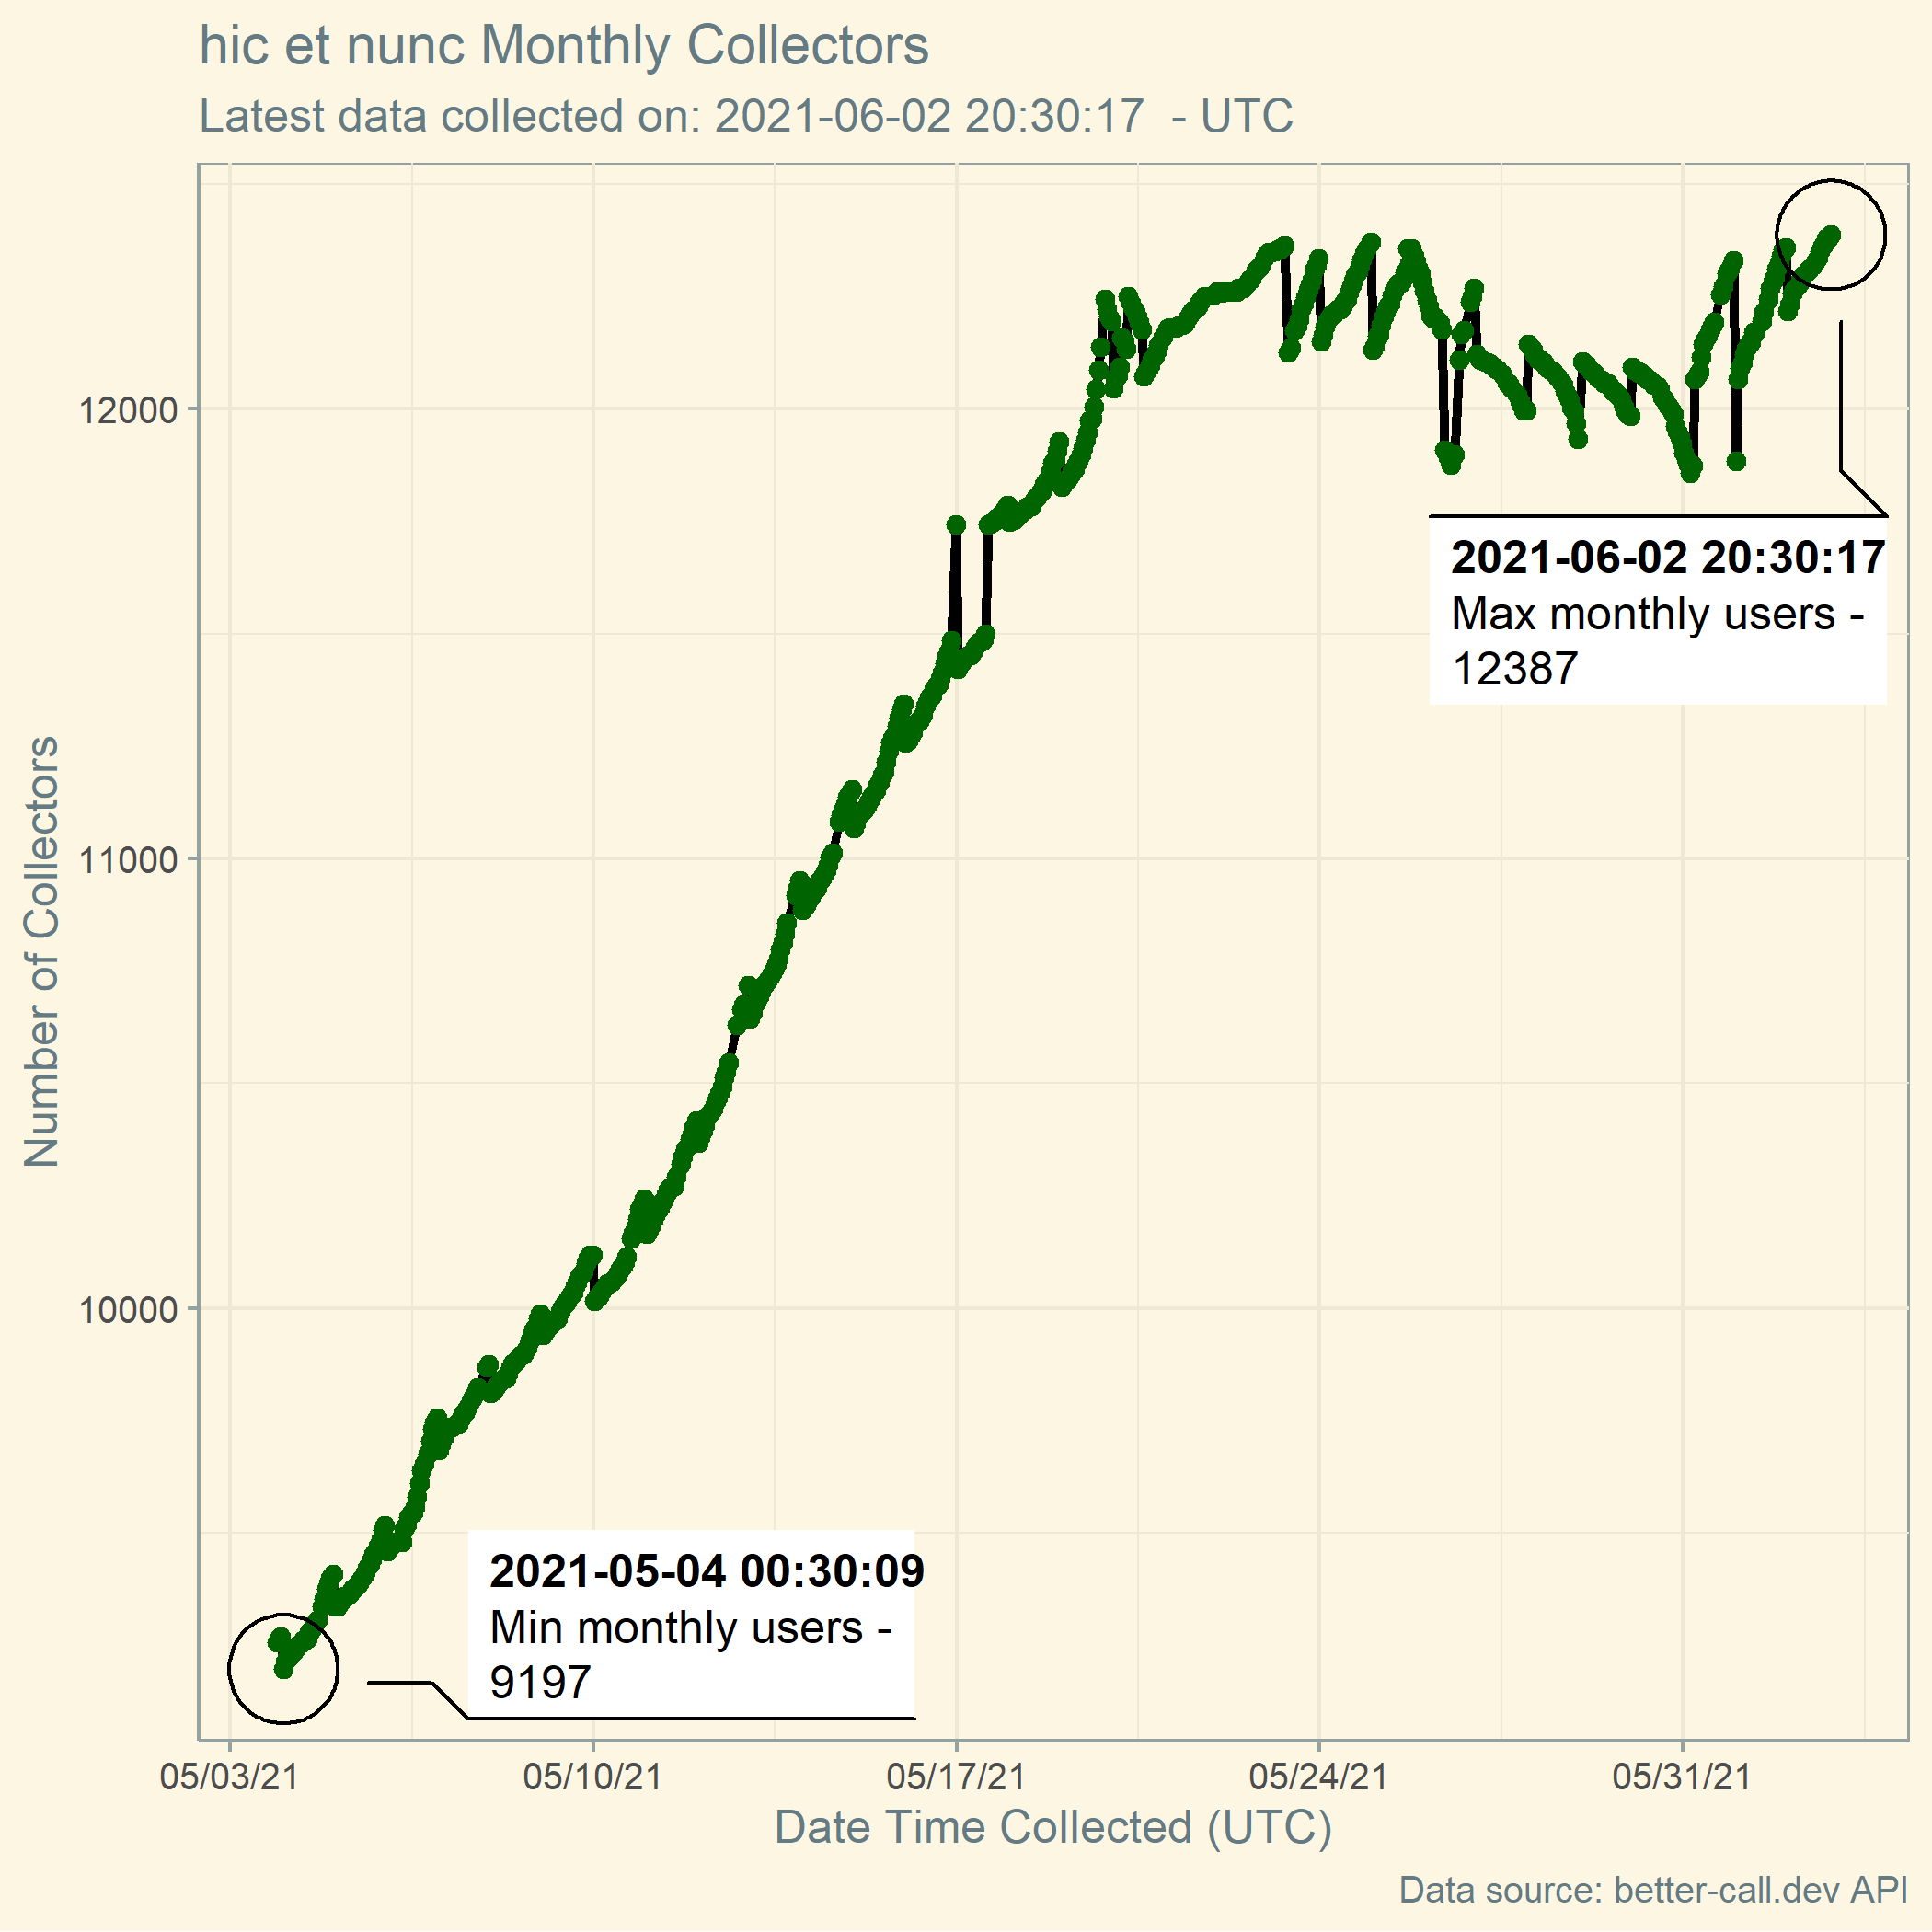 hic et nunc Monthly Collectors
Latest data collected on: 2021-06-02 20:30:17  - UTC
Number of Collectors
12000
11000
10000
2021-06-02 20:30:17
Max monthly users -
12387
2021-05-04 00:30:09
Min monthly users -
9197
05/03/21
05/10/21
05/17/21
05/24/21
05/31/21
Date Time Collected (UTC)
Data source: better-call.dev API